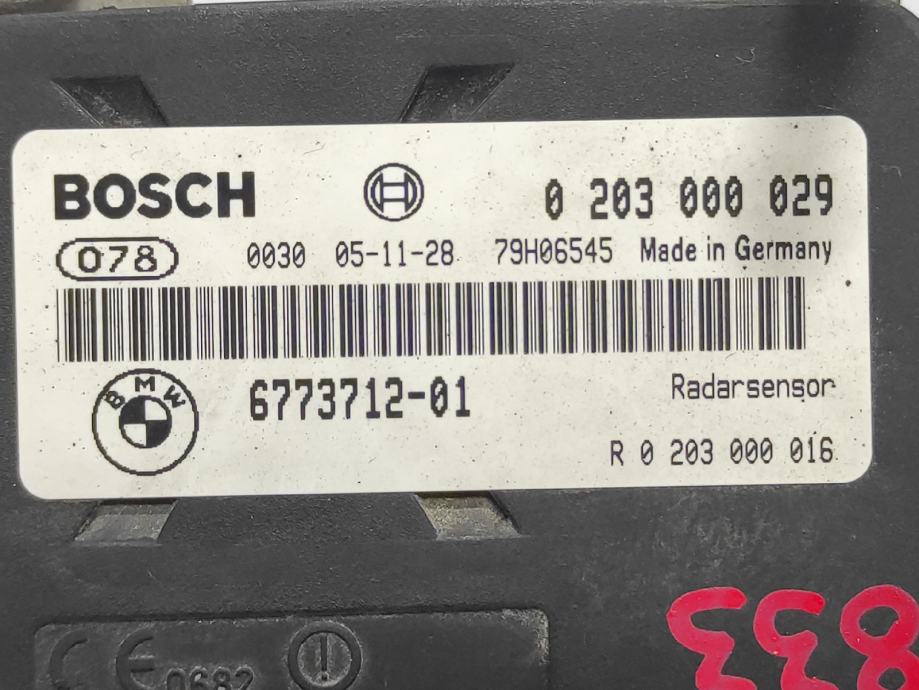 BOSCH 0 203 000 029
078 0030 05-11-28 79H06545 Made in Germany
BMW 6773712-01 Radarsensor
R 0 203 000 016
833
CE 0682